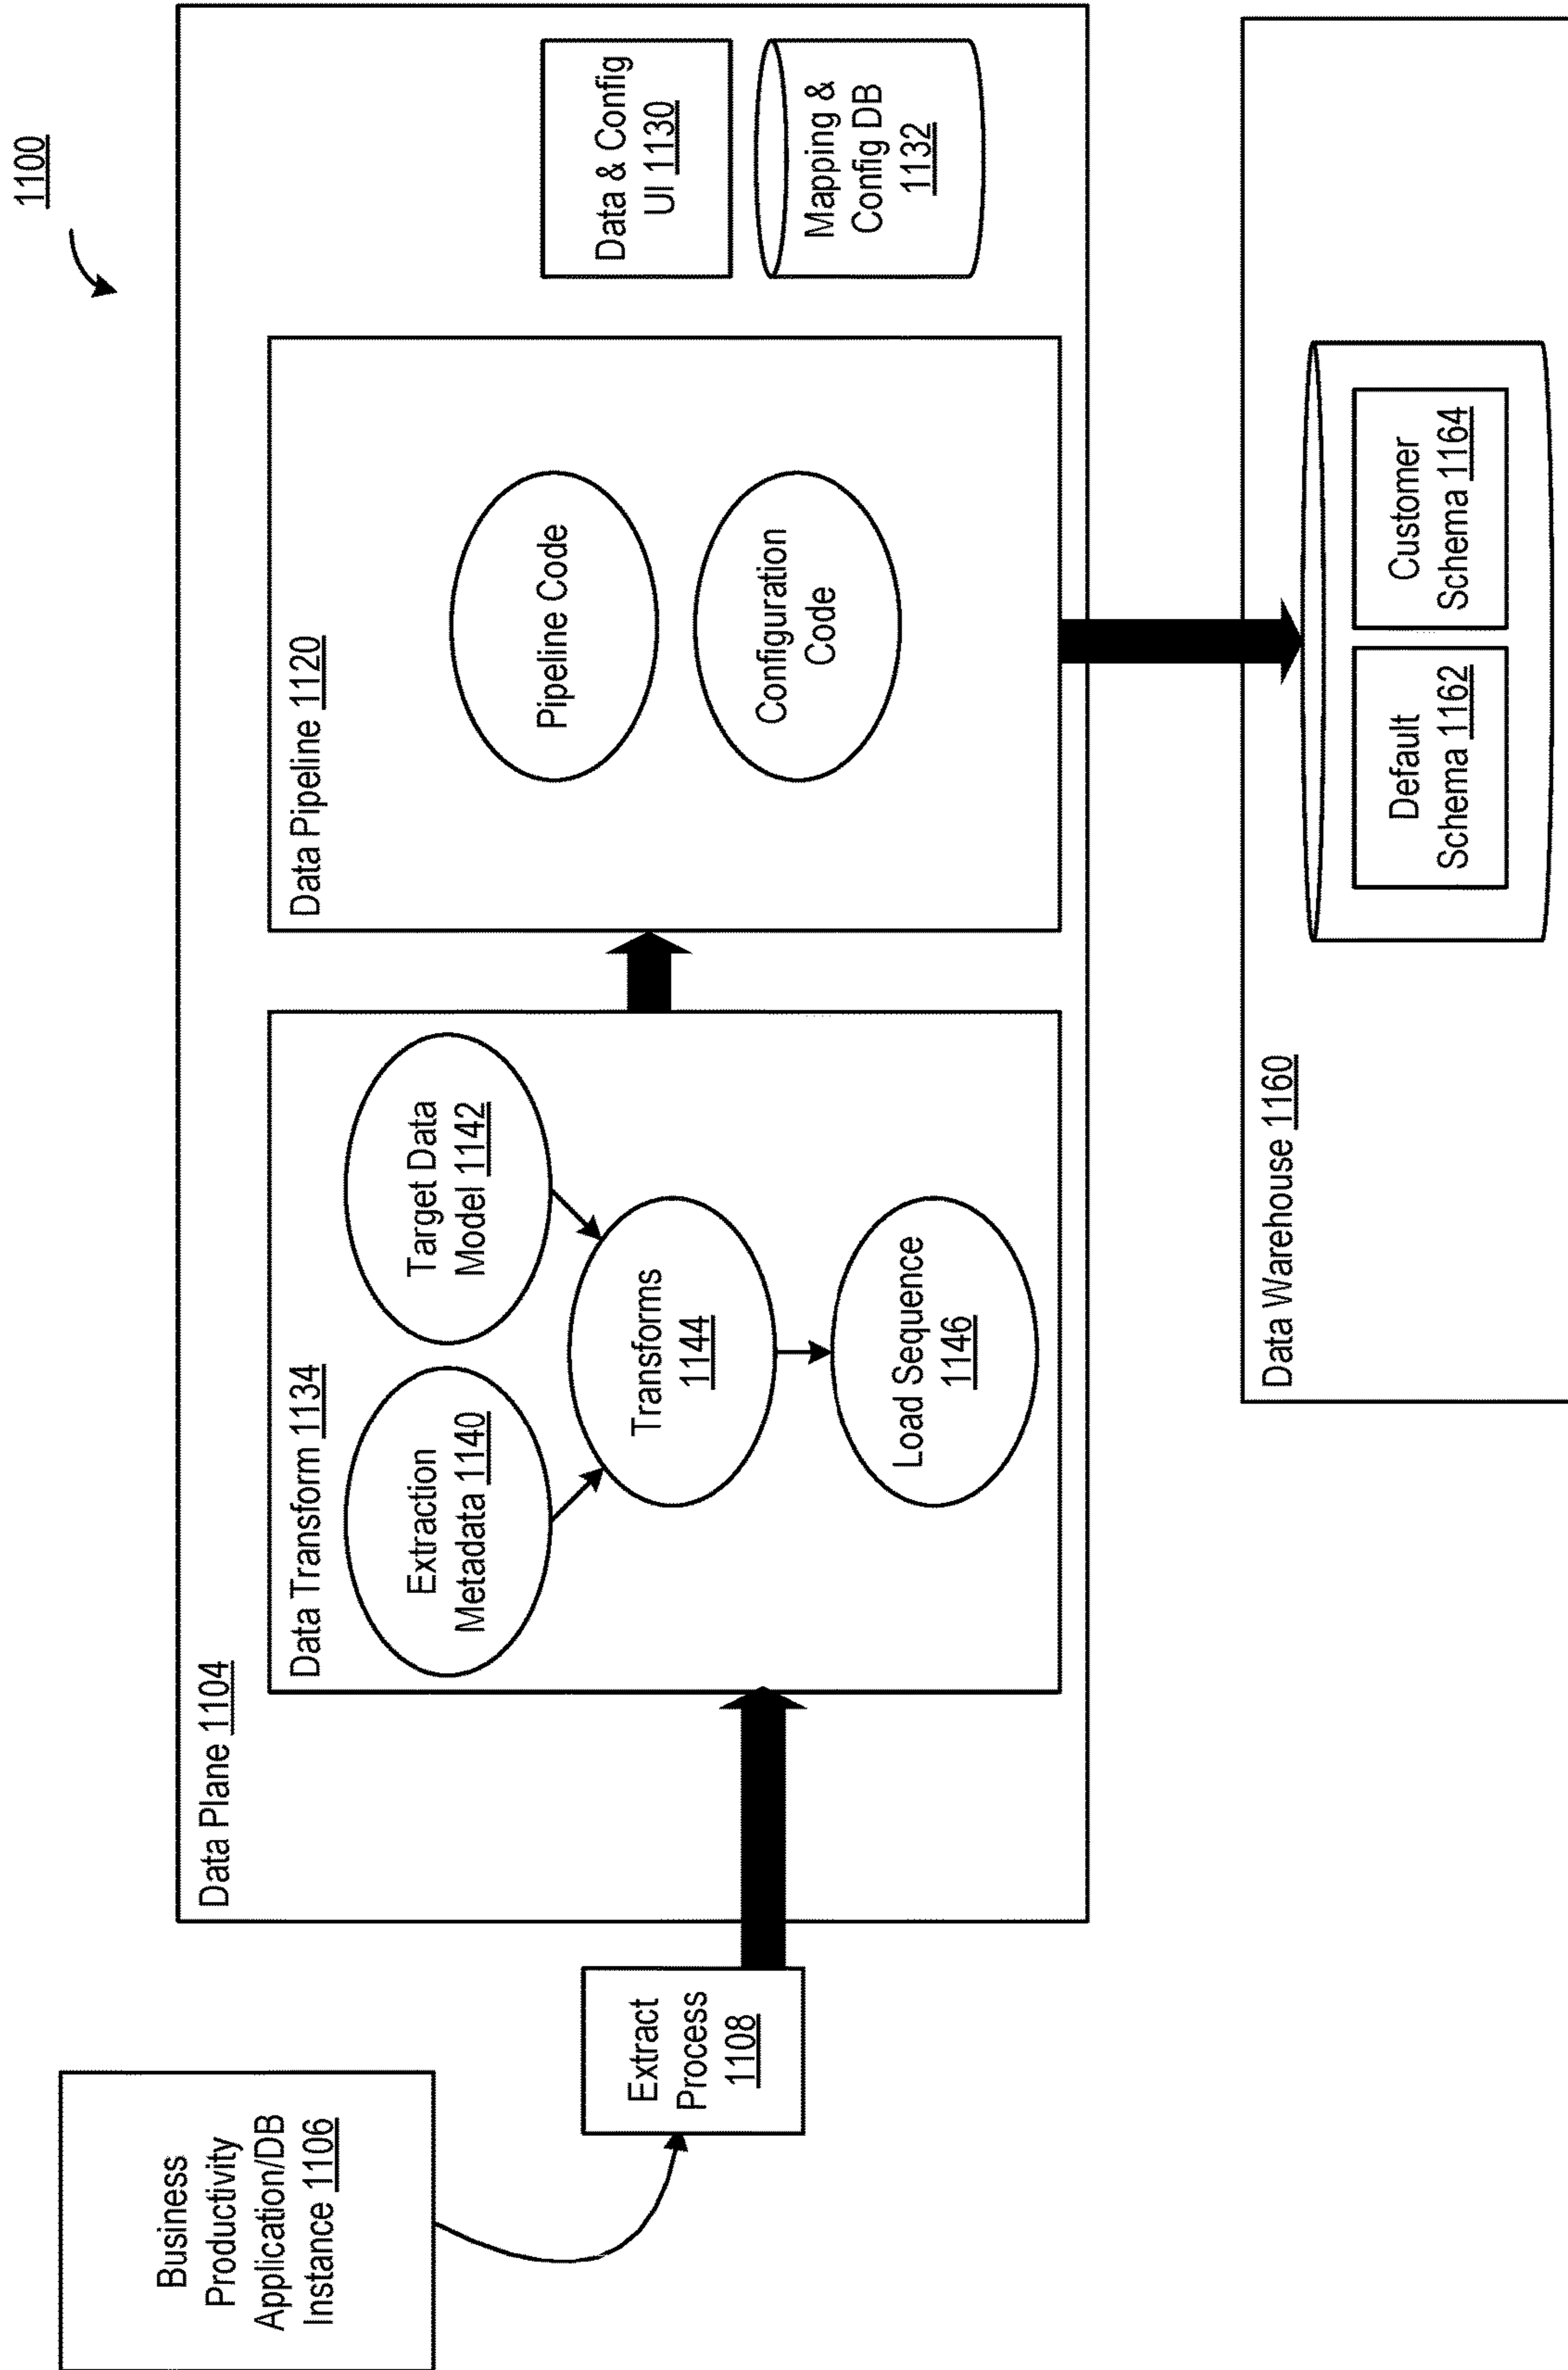 1100
Data Plane 1104
Business
Productivity
Application/DB
Instance 1106
Extract
Process
1108
Data Transform 1134
Extraction
Metadata 1140
Target Data
Model 1142
Transforms
1144
Load Sequence
1146
Data Pipeline 1120
Pipeline Code
Configuration
Code
Data & Config
UI 1130
Mapping &
Config DB
1132
Data Warehouse 1160
Default
Schema 1162
Customer
Schema 1164